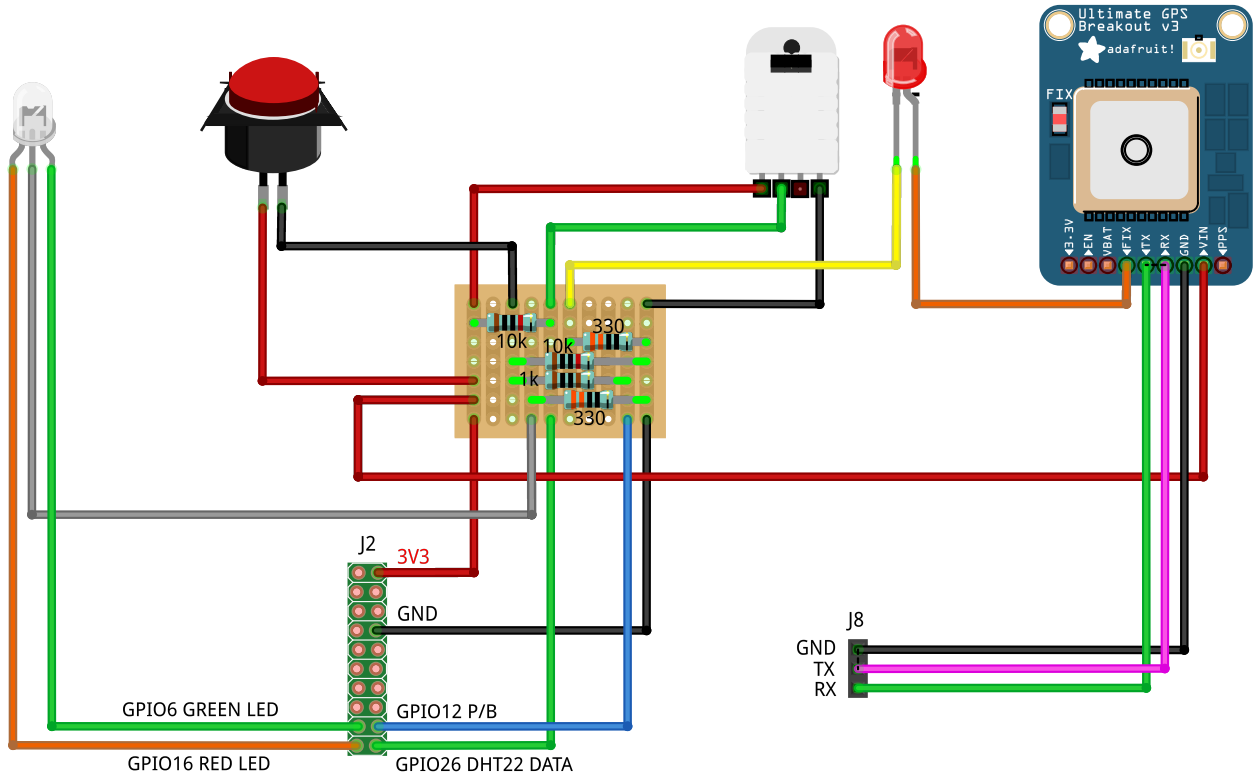 Ultimate GPS
Breakout v3
adafruit!
FIX
3.3V
EN
VBAT
FIX
TX
RX
GND
VIN
PPS
330
10k
10k
1k
330
J2
3V3
GND
J8
GND
TX
RX
GPIO6 GREEN LED
GPIO12 P/B
GPIO16 RED LED
GPIO26 DHT22 DATA